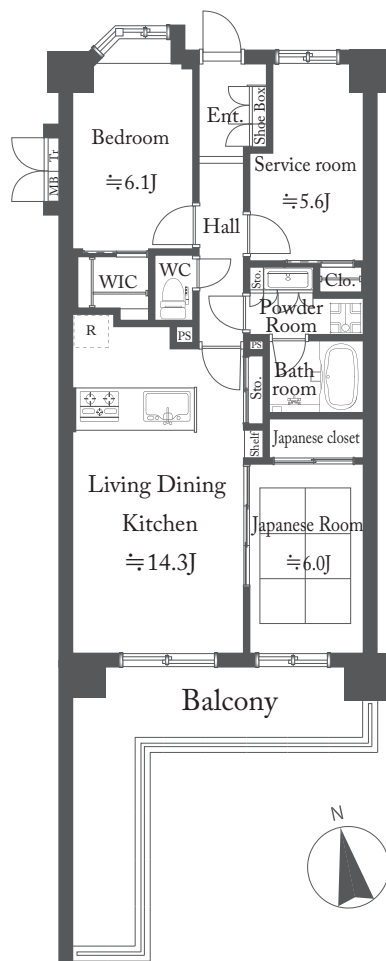 Bedroom
≒6.1J
Ent.
Shoe Box
Service room
≒5.6J
MB
Tr
Hall
WIC
WC
Sto.
Clo.
Powder
Room
R
PS
PS
Bath
room
Sto.
Shelf
Japanese closet
Living Dining
Kitchen
≒14.3J
Japanese Room
≒6.0J
Balcony
N